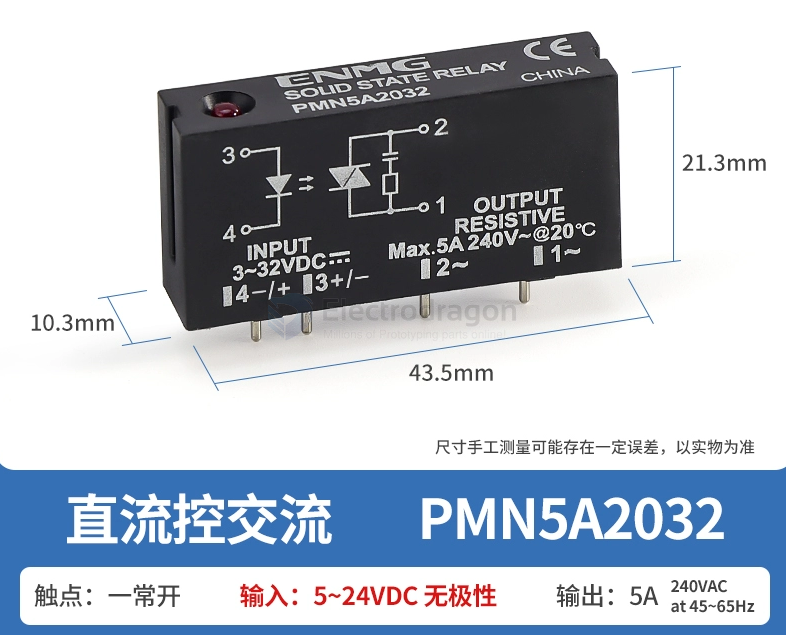 ENMG
SOLID STATE RELAY
PMN5A2032
CE
CHINA
3
4
2
1
INPUT
3~32VDC
4−/+ 3+/−
OUTPUT
RESISTIVE
Max.5A 240V~@20℃
2~ 1~
21.3mm
10.3mm
43.5mm
Electrodragon
尺寸手工测量可能存在一定误差，以实物为准
直流控交流 PMN5A2032
触点：一常开 输入：5~24VDC 无极性 输出：5A 240VAC
at 45~65Hz